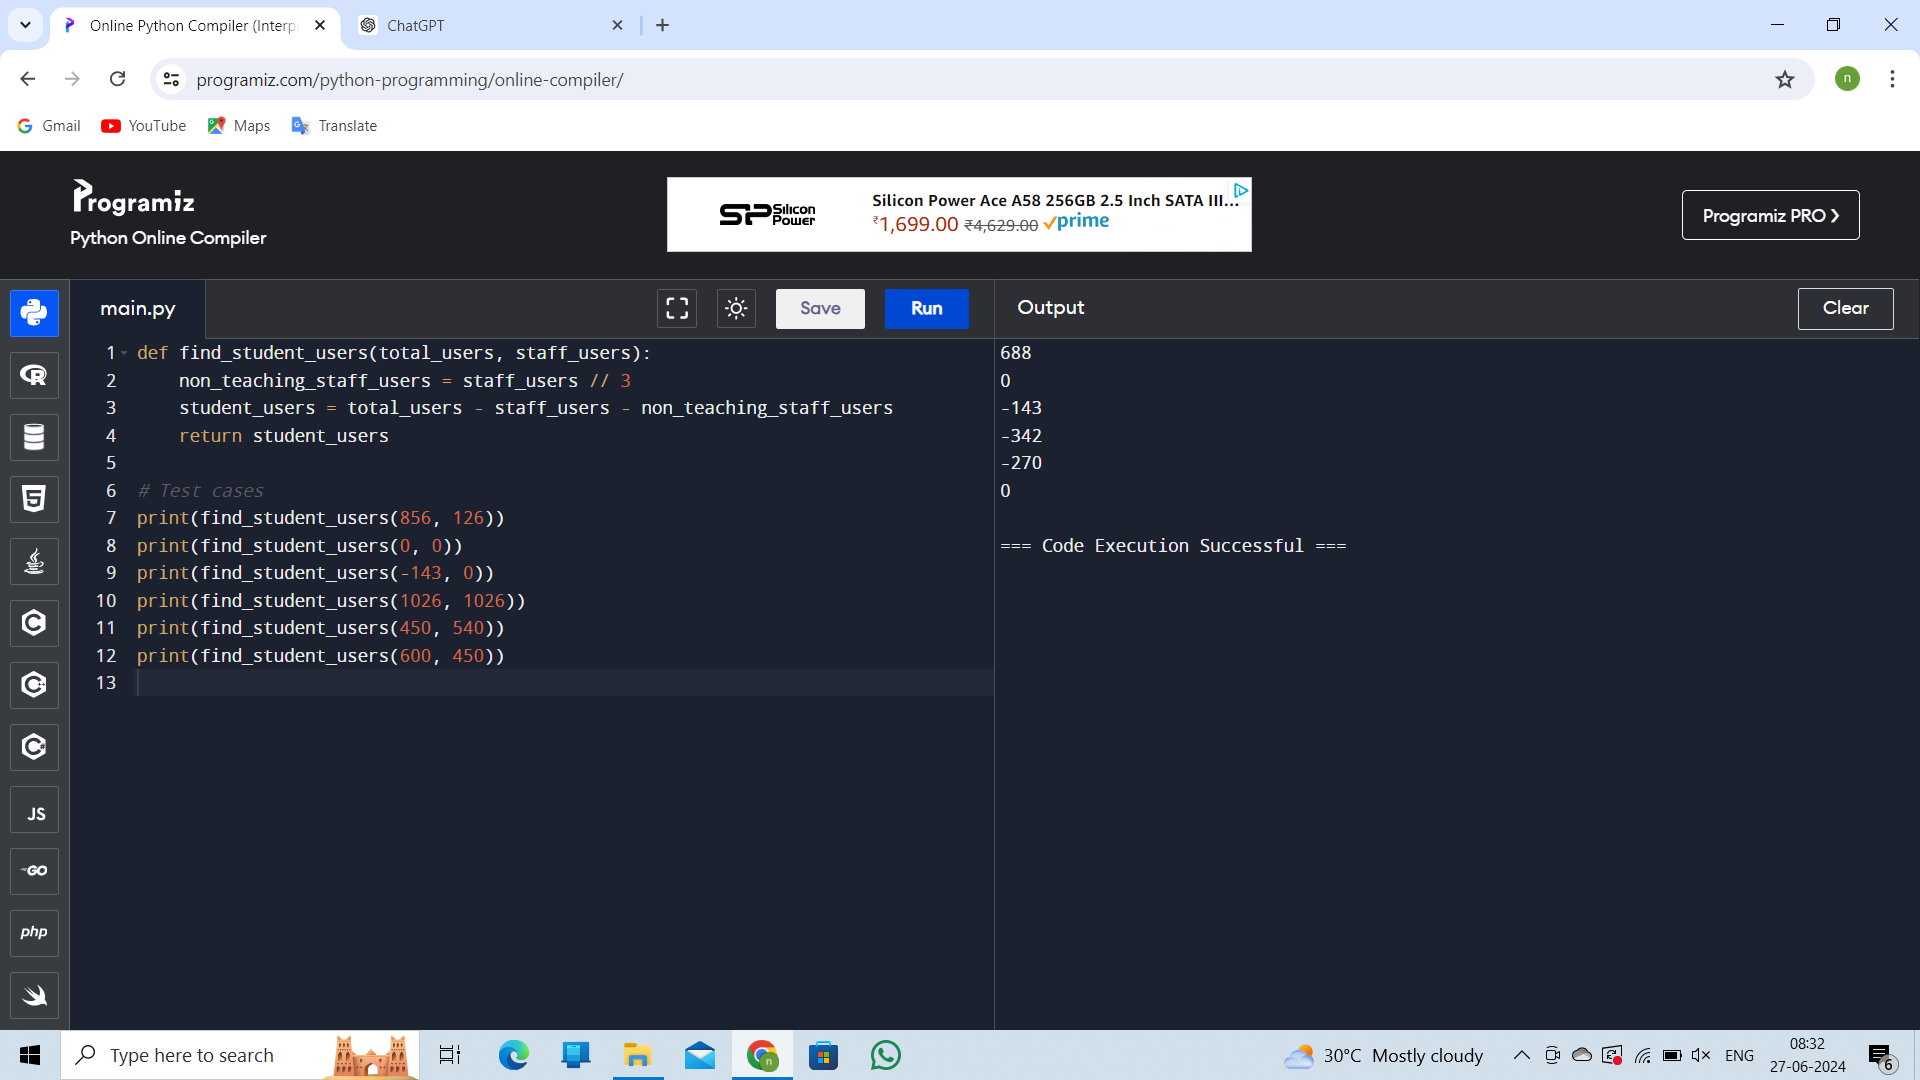 Online Python Compiler (Interp
ChatGPT
programiz.com/python-programming/online-compiler/
n
Gmail
YouTube
Maps
Translate
Programiz
Python Online Compiler
SP Silicon Power
Silicon Power Ace A58 256GB 2.5 Inch SATA III...
₹1,699.00 ₹4,629.00 prime
Programiz PRO ❯
main.py
Save
Run
Output
Clear
1 def find_student_users(total_users, staff_users):
2     non_teaching_staff_users = staff_users // 3
3     student_users = total_users - staff_users - non_teaching_staff_users
4     return student_users
5
6 # Test cases
7 print(find_student_users(856, 126))
8 print(find_student_users(0, 0))
9 print(find_student_users(-143, 0))
10 print(find_student_users(1026, 1026))
11 print(find_student_users(450, 540))
12 print(find_student_users(600, 450))
13
688
0
-143
-342
-270
0
=== Code Execution Successful ===
R
5
C
C
C
JS
GO
php
Type here to search
n
30°C Mostly cloudy
ENG
08:32
27-06-2024
6